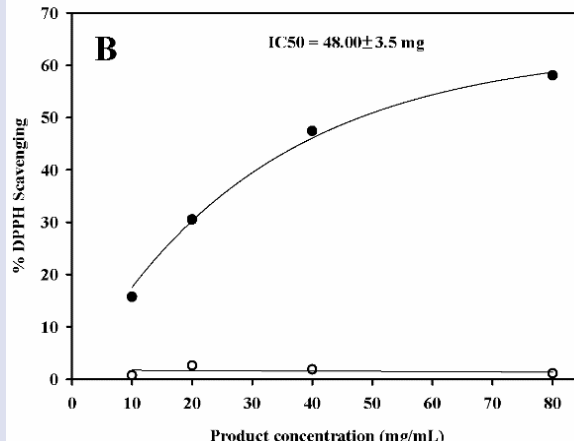 B
IC50 = 48.00±3.5 mg
% DPPH Scavenging
70
60
50
40
30
20
10
0
0 10 20 30 40 50 60 70 80
Product concentration (mg/mL)